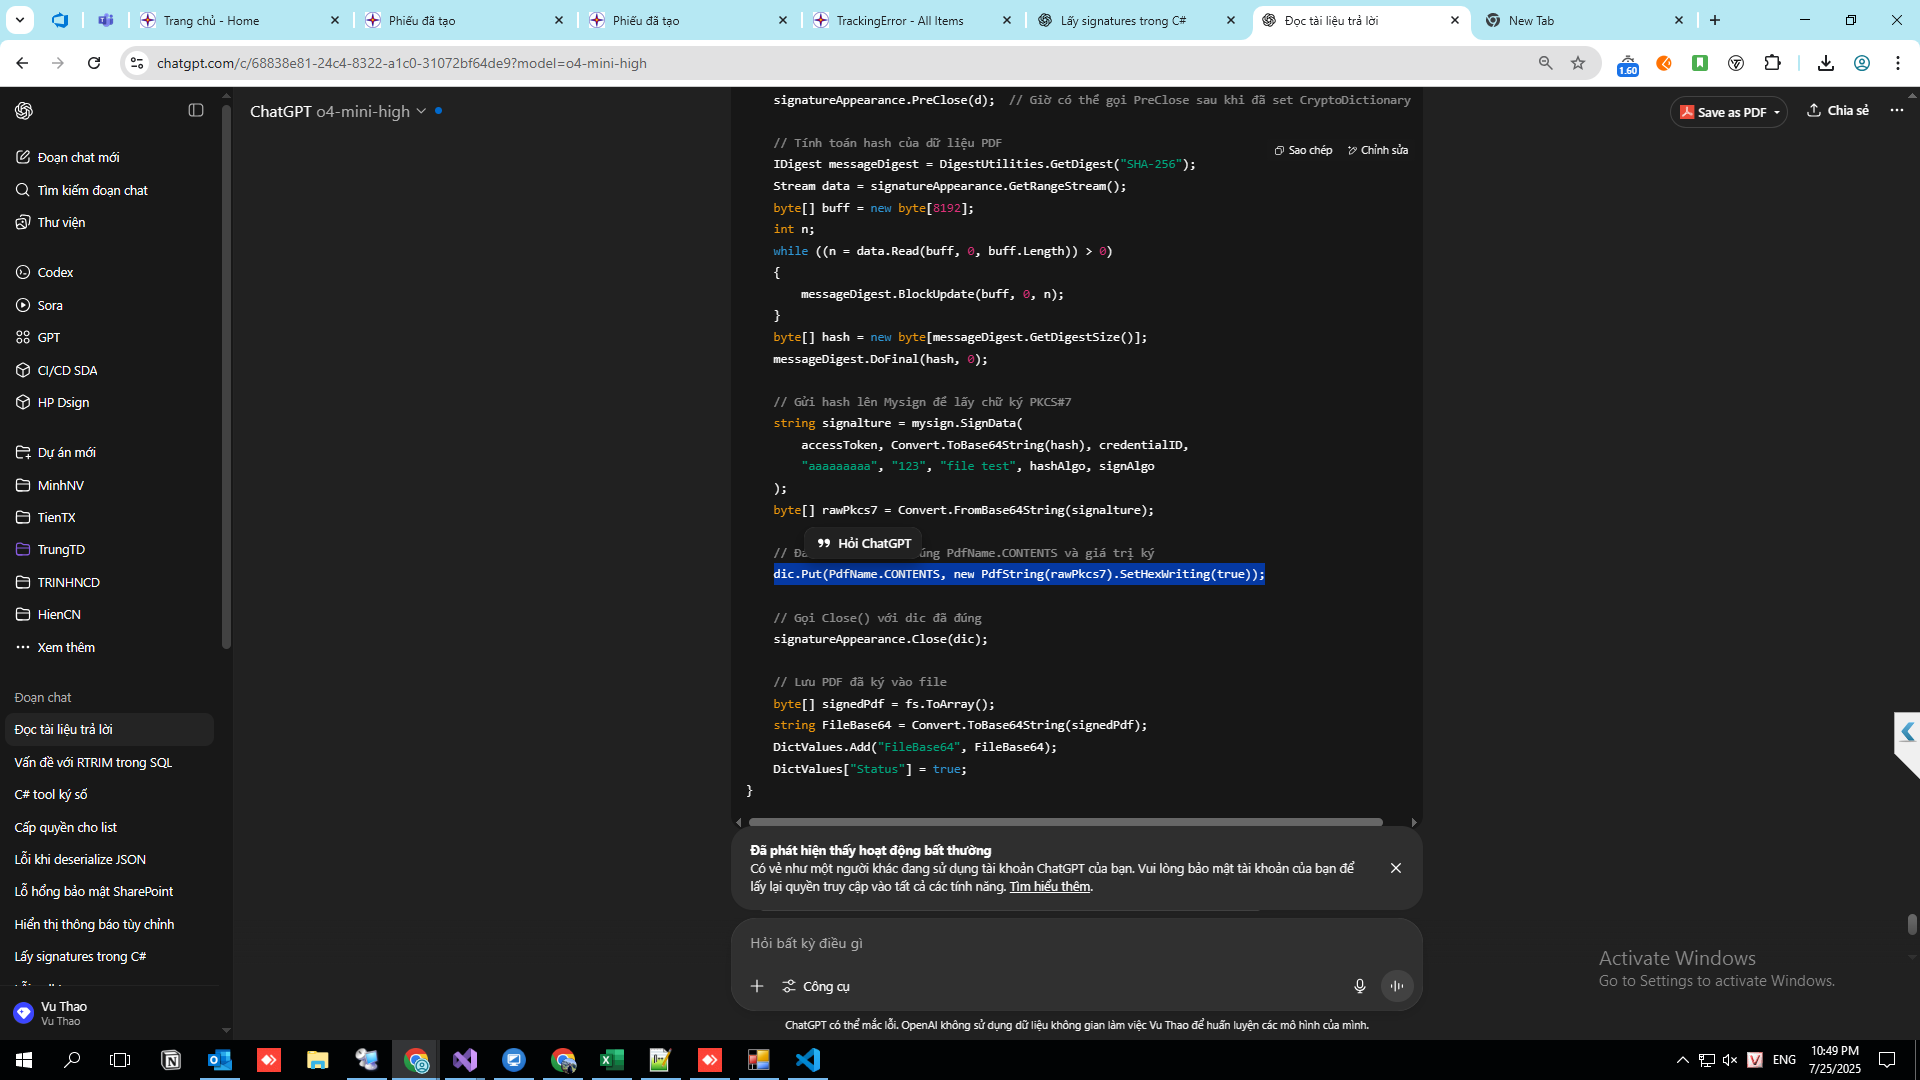 Trang chủ - Home
Phiếu đã tạo
Phiếu đã tạo
TrackingError - All Items
Lấy signatures trong C#
Đọc tài liệu trả lời
New Tab
chatgpt.com/c/68838e81-24c4-8322-a1c0-31072bf64de9?model=o4-mini-high
1.60
ChatGPT o4-mini-high
Save as PDF
Chia sẻ
Đoạn chat mới
Tìm kiếm đoạn chat
Thư viện
Codex
Sora
GPT
CI/CD SDA
HP Dsign
Dự án mới
MinhNV
TienTX
TrungTD
TRINHNCD
HienCN
Xem thêm
Đoạn chat
Đọc tài liệu trả lời
Vấn đề với RTRIM trong SQL
C# tool ký số
Cấp quyền cho list
Lỗi khi deserialize JSON
Lỗ hổng bảo mật SharePoint
Hiển thị thông báo tùy chỉnh
Lấy signatures trong C#
Vu Thao
Vu Thao
signatureAppearance.PreClose(d);  // Giờ có thể gọi PreClose sau khi đã set CryptoDictionary
Sao chép
Chỉnh sửa
// Tính toán hash của dữ liệu PDF
IDigest messageDigest = DigestUtilities.GetDigest("SHA-256");
Stream data = signatureAppearance.GetRangeStream();
byte[] buff = new byte[8192];
int n;
while ((n = data.Read(buff, 0, buff.Length)) > 0)
{
messageDigest.BlockUpdate(buff, 0, n);
}
byte[] hash = new byte[messageDigest.GetDigestSize()];
messageDigest.DoFinal(hash, 0);
// Gửi hash lên Mysign để lấy chữ ký PKCS#7
string signalture = mysign.SignData(
accessToken, Convert.ToBase64String(hash), credentialID,
"aaaaaaaaa", "123", "file test", hashAlgo, signAlgo
);
byte[] rawPkcs7 = Convert.FromBase64String(signalture);
Hỏi ChatGPT
// PdfName.CONTENTS và giá trị ký
dic.Put(PdfName.CONTENTS, new PdfString(rawPkcs7).SetHexWriting(true));
// Gọi Close() với dic đã đúng
signatureAppearance.Close(dic);
// Lưu PDF đã ký vào file
byte[] signedPdf = fs.ToArray();
string FileBase64 = Convert.ToBase64String(signedPdf);
DictValues.Add("FileBase64", FileBase64);
DictValues["Status"] = true;
}
Đã phát hiện thấy hoạt động bất thường
Có vẻ như một người khác đang sử dụng tài khoản ChatGPT của bạn. Vui lòng bảo mật tài khoản của bạn để
lấy lại quyền truy cập vào tất cả các tính năng. Tìm hiểu thêm.
Hỏi bất kỳ điều gì
Công cụ
ChatGPT có thể mắc lỗi. OpenAI không sử dụng dữ liệu không gian làm việc Vu Thao để huấn luyện các mô hình của mình.
Activate Windows
Go to Settings to activate Windows.
ENG
10:49 PM
7/25/2025